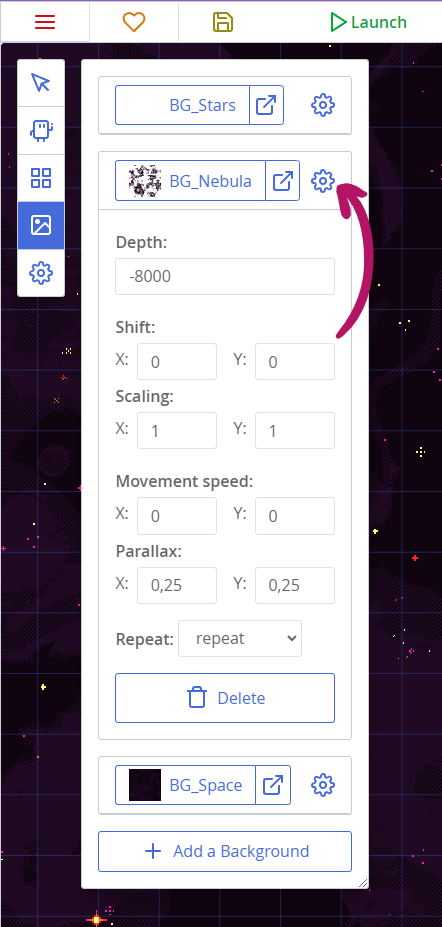 Launch
BG_Stars
BG_Nebula
Depth:
-8000
Shift:
X: 0 Y: 0
Scaling:
X: 1 Y: 1
Movement speed:
X: 0 Y: 0
Parallax:
X: 0,25 Y: 0,25
Repeat: repeat
Delete
BG_Space
Add a Background